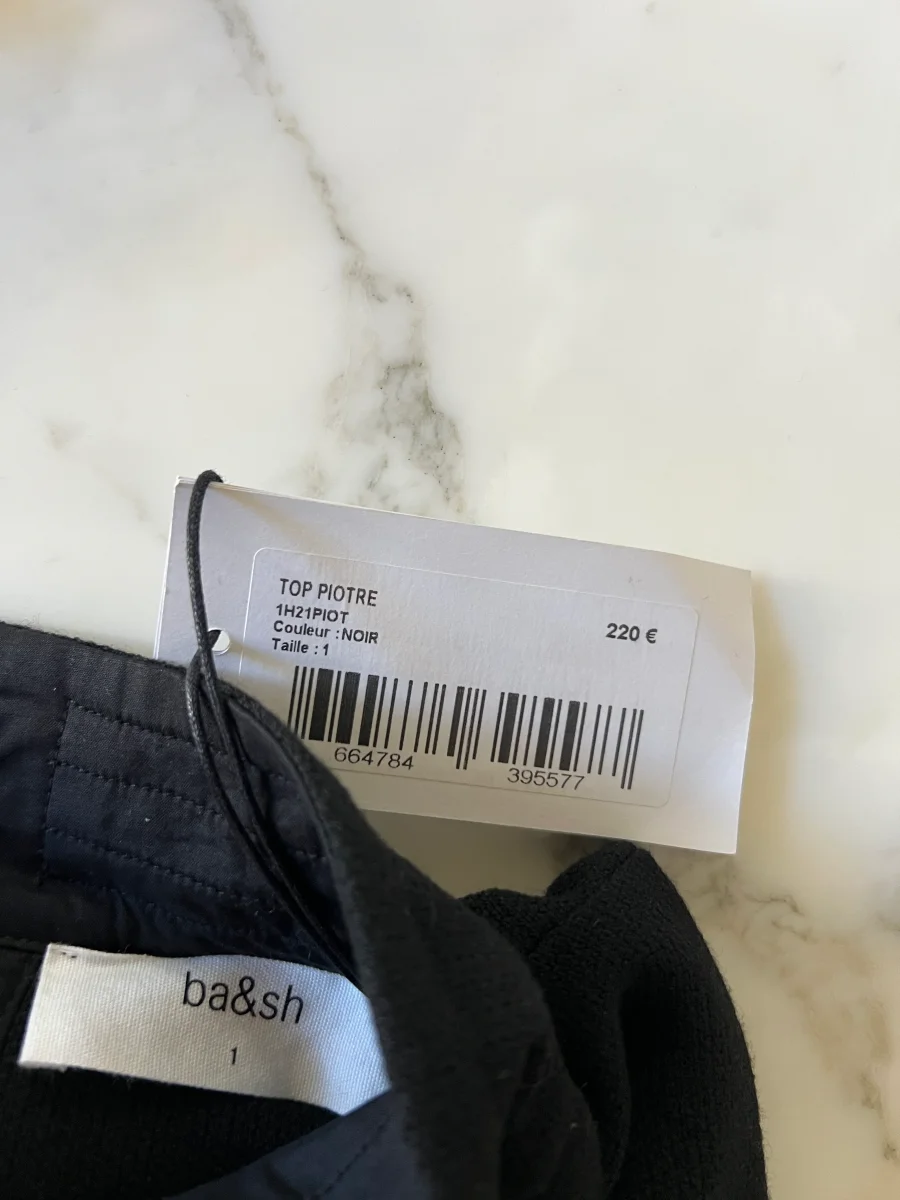 TOP PIOTRE
1H21PIOT
Couleur : NOIR
Taille : 1
220 €
664784 395577
ba&sh
1